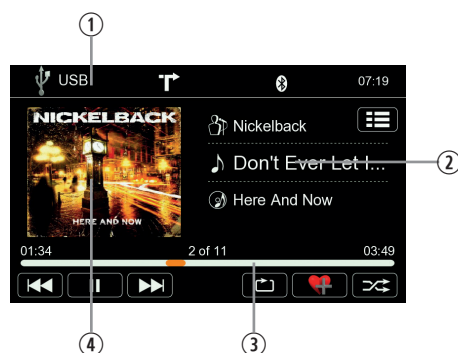 1
USB
07:19
NICKELBACK
HERE AND NOW
Nickelback
Don't Ever Let I...
2
Here And Now
01:34
2 of 11
03:49
4
3